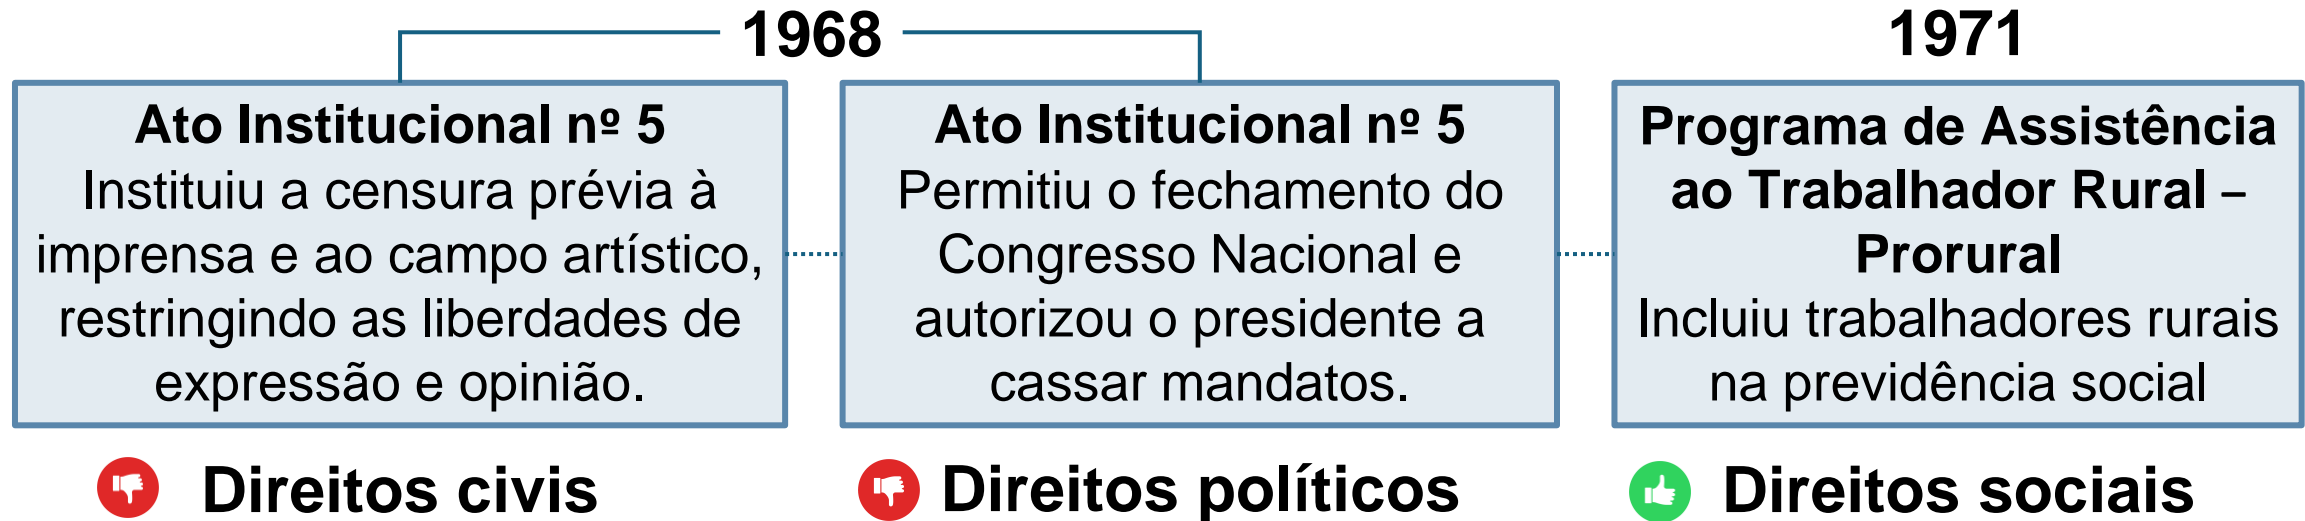 1968
1971
Ato Institucional nº 5
Instituiu a censura prévia à
imprensa e ao campo artístico,
restringindo as liberdades de
expressão e opinião.
Ato Institucional nº 5
Permitiu o fechamento do
Congresso Nacional e
autorizou o presidente a
cassar mandatos.
Programa de Assistência
ao Trabalhador Rural –
Prorural
Incluiu trabalhadores rurais
na previdência social
Direitos civis
Direitos políticos
Direitos sociais